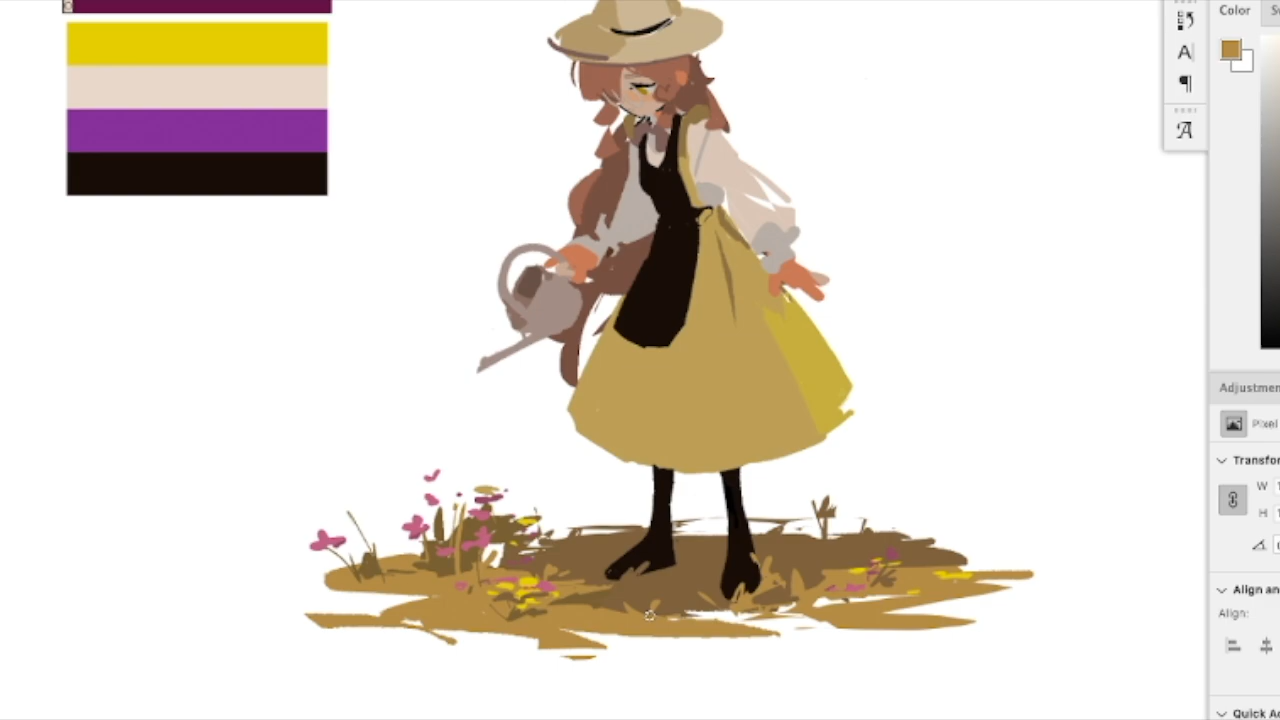 Color
Adjustmen
Pixel
Transfor
W
H
Align an
Align:
Quick A